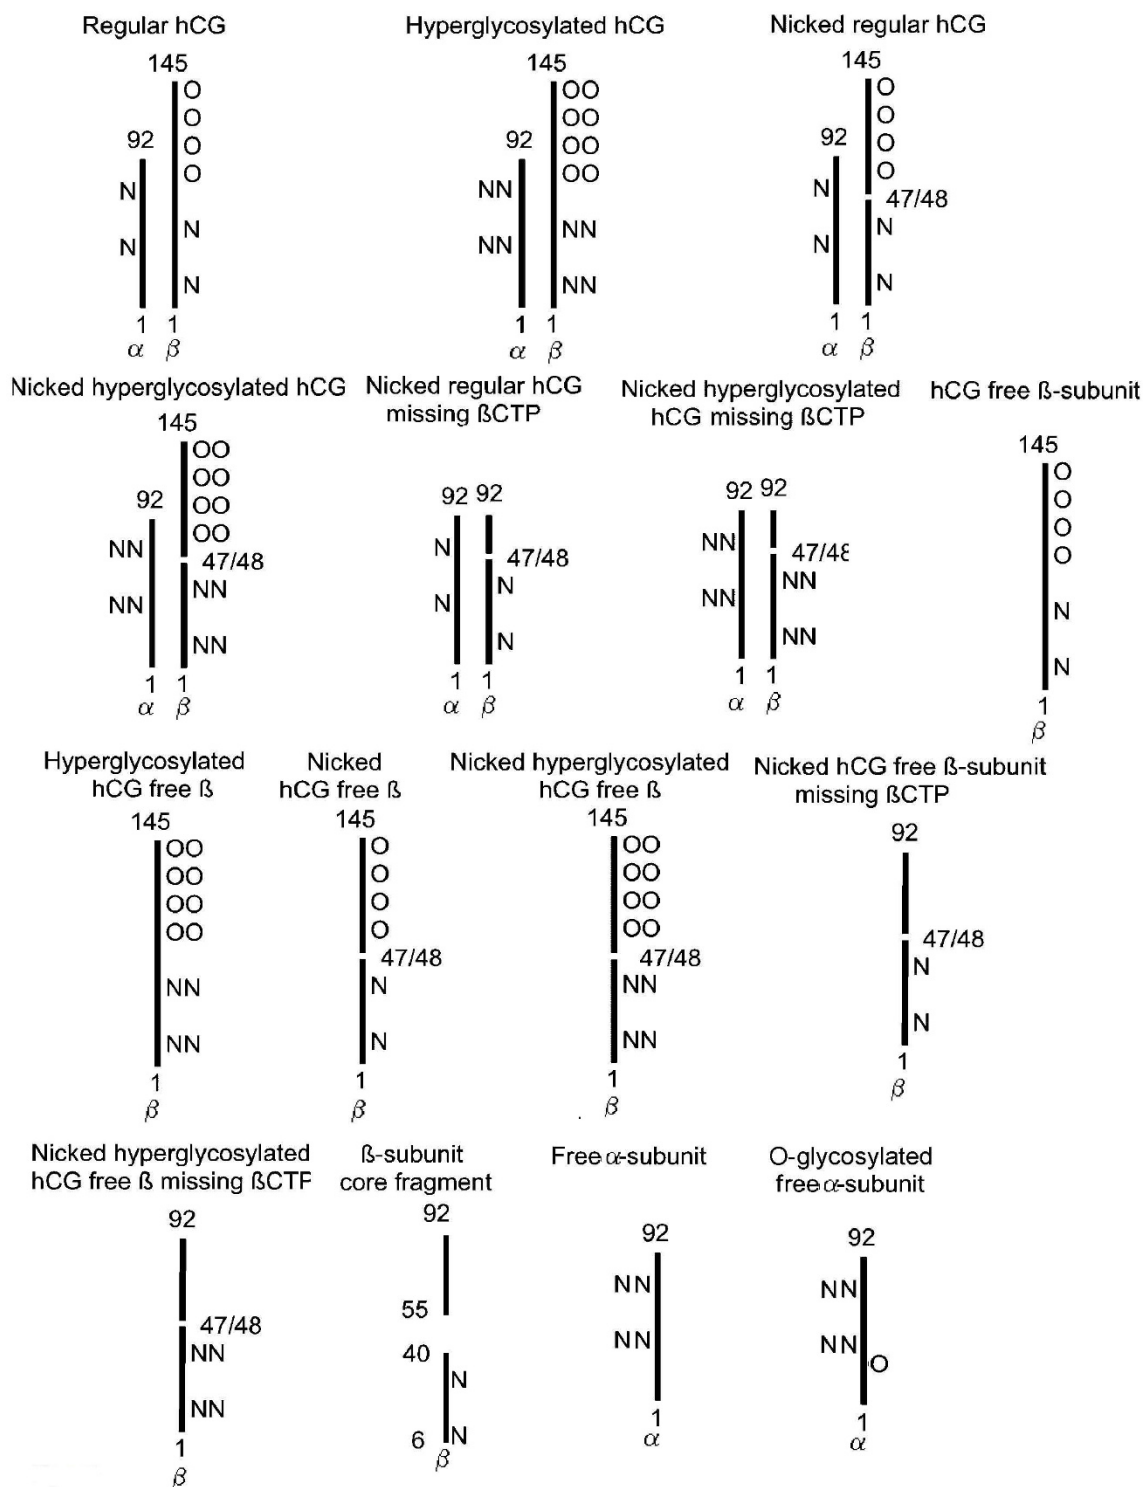 Regular hCG
145
O
O
O
92
O
N
N
N
N
1 1
α β
Hyperglycosylated hCG
145
OO
OO
OO
92
OO
NN
NN
NN
NN
1 1
α β
Nicked regular hCG
145
O
O
O
92
O
N
47/48
N
N
N
1 1
α β
Nicked hyperglycosylated hCG
145
OO
OO
OO
92
OO
NN
47/48
NN
NN
NN
1 1
α β
Nicked regular hCG
missing ßCTP
92 92
N
47/48
N
N
N
1 1
α β
Nicked hyperglycosylated
hCG missing ßCTP
92 92
NN
47/48
NN
NN
NN
1 1
α β
hCG free ß-subunit
145
O
O
O
O
N
N
1
β
Hyperglycosylated
hCG free ß
145
OO
OO
OO
OO
NN
NN
1
β
Nicked
hCG free ß
145
O
O
O
O
47/48
N
N
1
β
Nicked hyperglycosylated
hCG free ß
145
OO
OO
OO
OO
47/48
NN
NN
1
β
Nicked hCG free ß-subunit
missing ßCTP
92
47/48
N
N
1
β
Nicked hyperglycosylated
hCG free ß missing ßCTP
92
47/48
NN
NN
1
β
ß-subunit
core fragment
92
55
40
N
6 N
β
Free α-subunit
92
NN
NN
1
α
O-glycosylated
free α-subunit
92
NN
NN
O
1
α